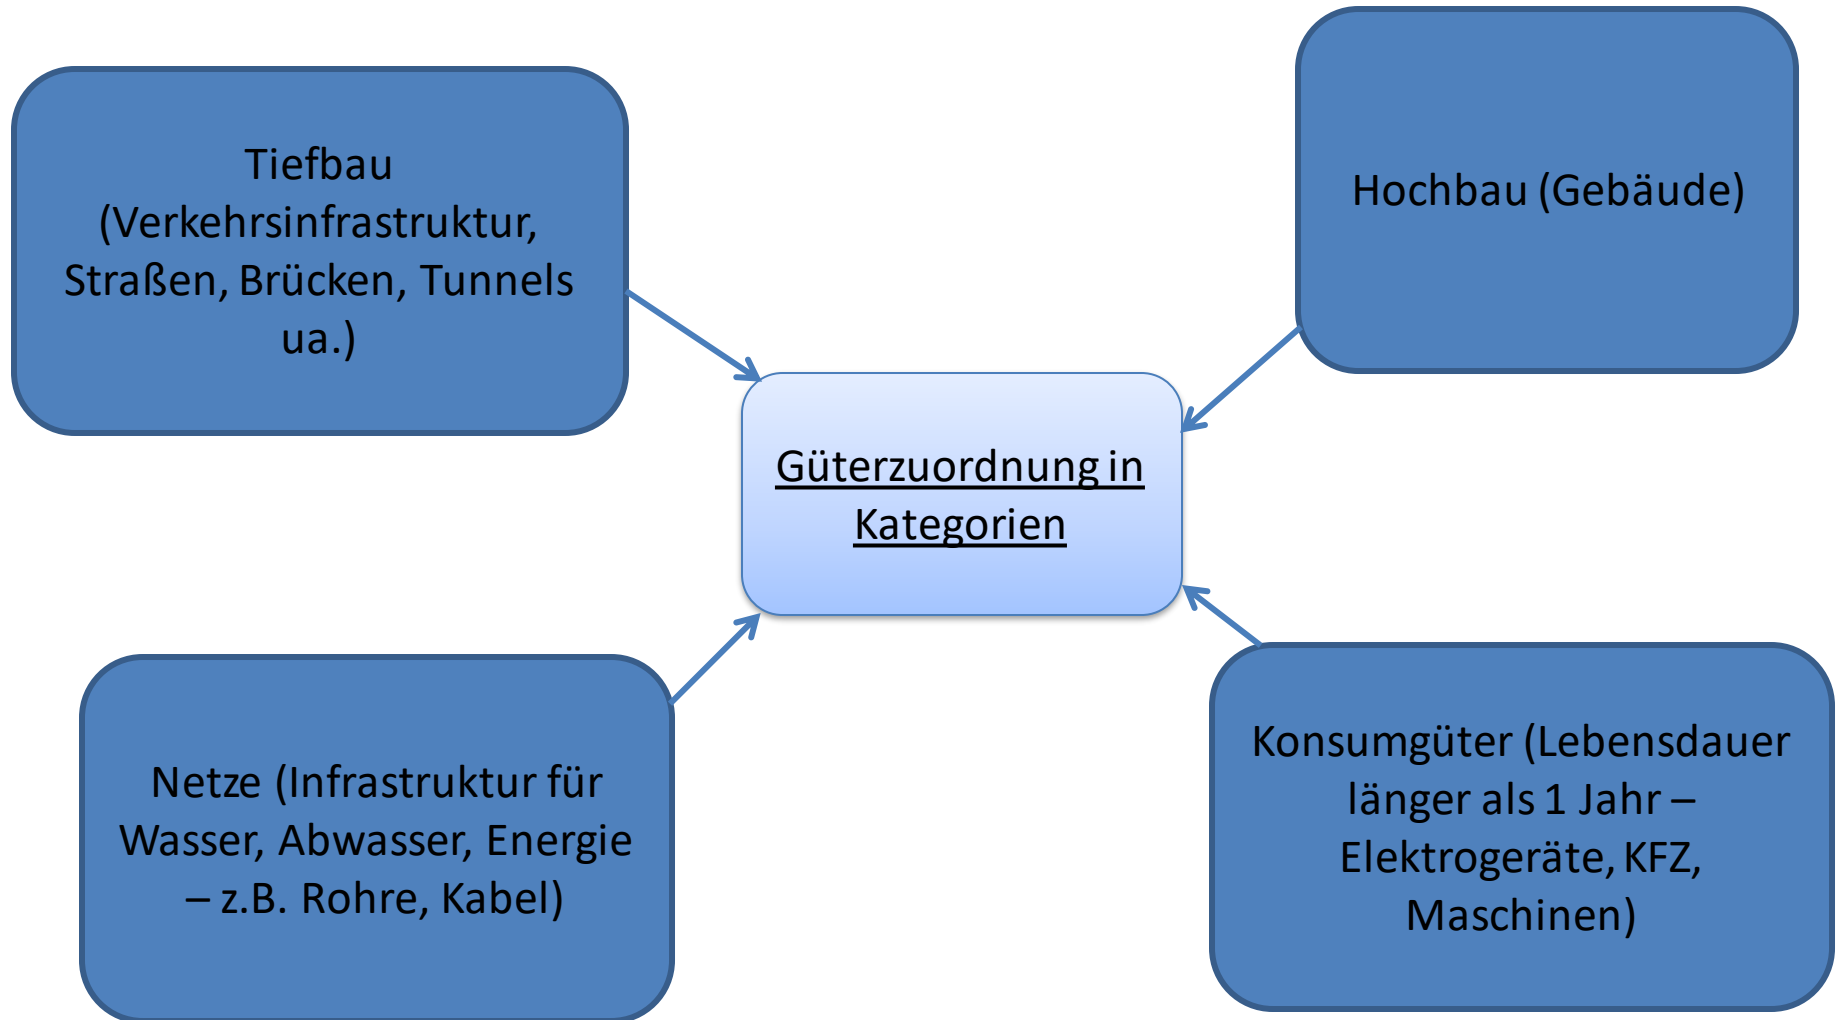 Tiefbau
(Verkehrsinfrastruktur,
Straßen, Brücken, Tunnels
ua.)
Hochbau (Gebäude)
Güterzuordnung in
Kategorien
Netze (Infrastruktur für
Wasser, Abwasser, Energie
– z.B. Rohre, Kabel)
Konsumgüter (Lebensdauer
länger als 1 Jahr –
Elektrogeräte, KFZ,
Maschinen)